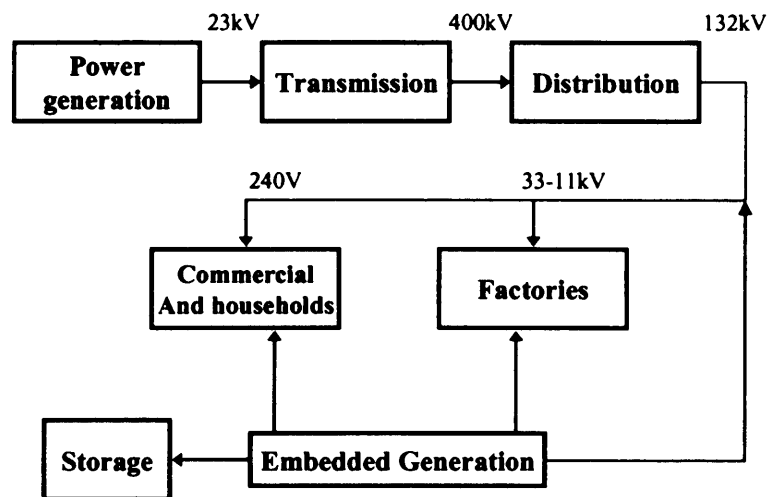 23kV
400kV
132kV
Power
generation
Transmission
Distribution
240V
33-11kV
Commercial
And households
Factories
Storage
Embedded Generation